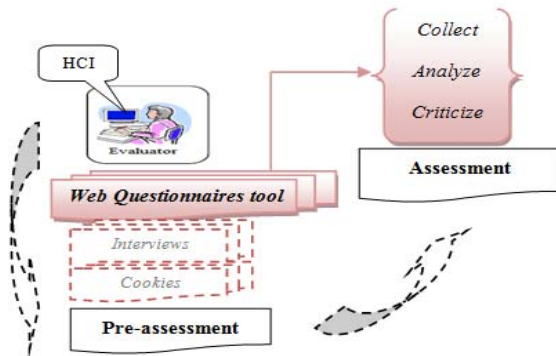 HCI
Evaluator
Web Questionnaires tool
Interviews
Cookies
Pre-assessment
Collect
Analyze
Criticize
Assessment